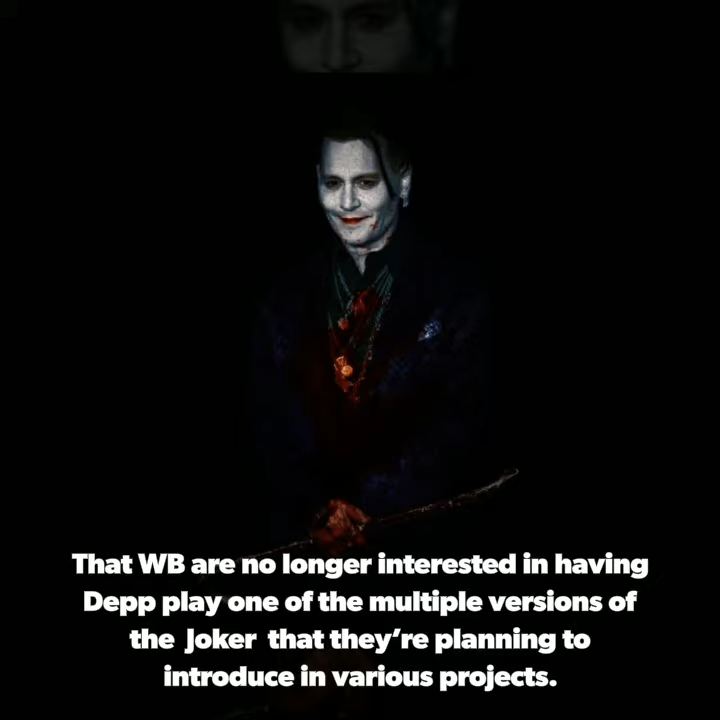 That WB are no longer interested in having
Depp play one of the multiple versions of
the Joker that they're planning to
introduce in various projects.